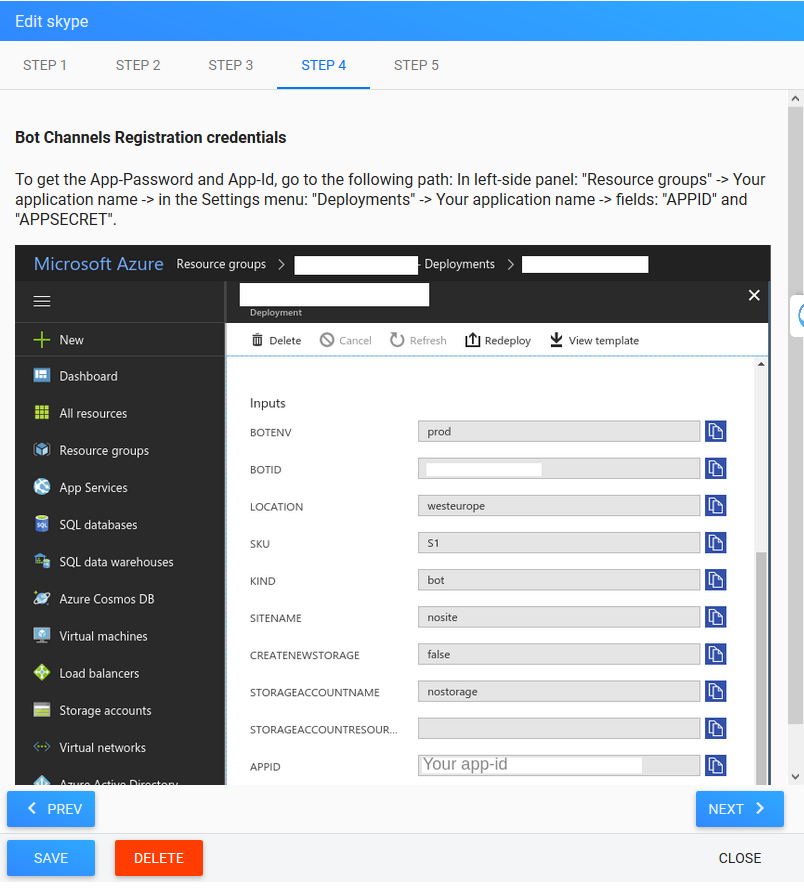 Edit skype
STEP 1 STEP 2 STEP 3 STEP 4 STEP 5
Bot Channels Registration credentials
To get the App-Password and App-Id, go to the following path: In left-side panel: "Resource groups" -> Your
application name -> in the Settings menu: "Deployments" -> Your application name -> fields: "APPID" and
"APPSECRET".
Microsoft Azure Resource groups > - Deployments >
Deployment
New
Dashboard
All resources
Resource groups
App Services
SQL databases
SQL data warehouses
Azure Cosmos DB
Virtual machines
Load balancers
Storage accounts
Virtual networks
Azure Active Directory
Delete Cancel Refresh Redeploy View template
Inputs
BOTENV prod
BOTID
LOCATION westeurope
SKU S1
KIND bot
SITENAME nosite
CREATENEWSTORAGE false
STORAGEACCOUNTNAME nostorage
STORAGEACCOUNTRESOUR...
APPID Your app-id
PREV NEXT
SAVE DELETE CLOSE